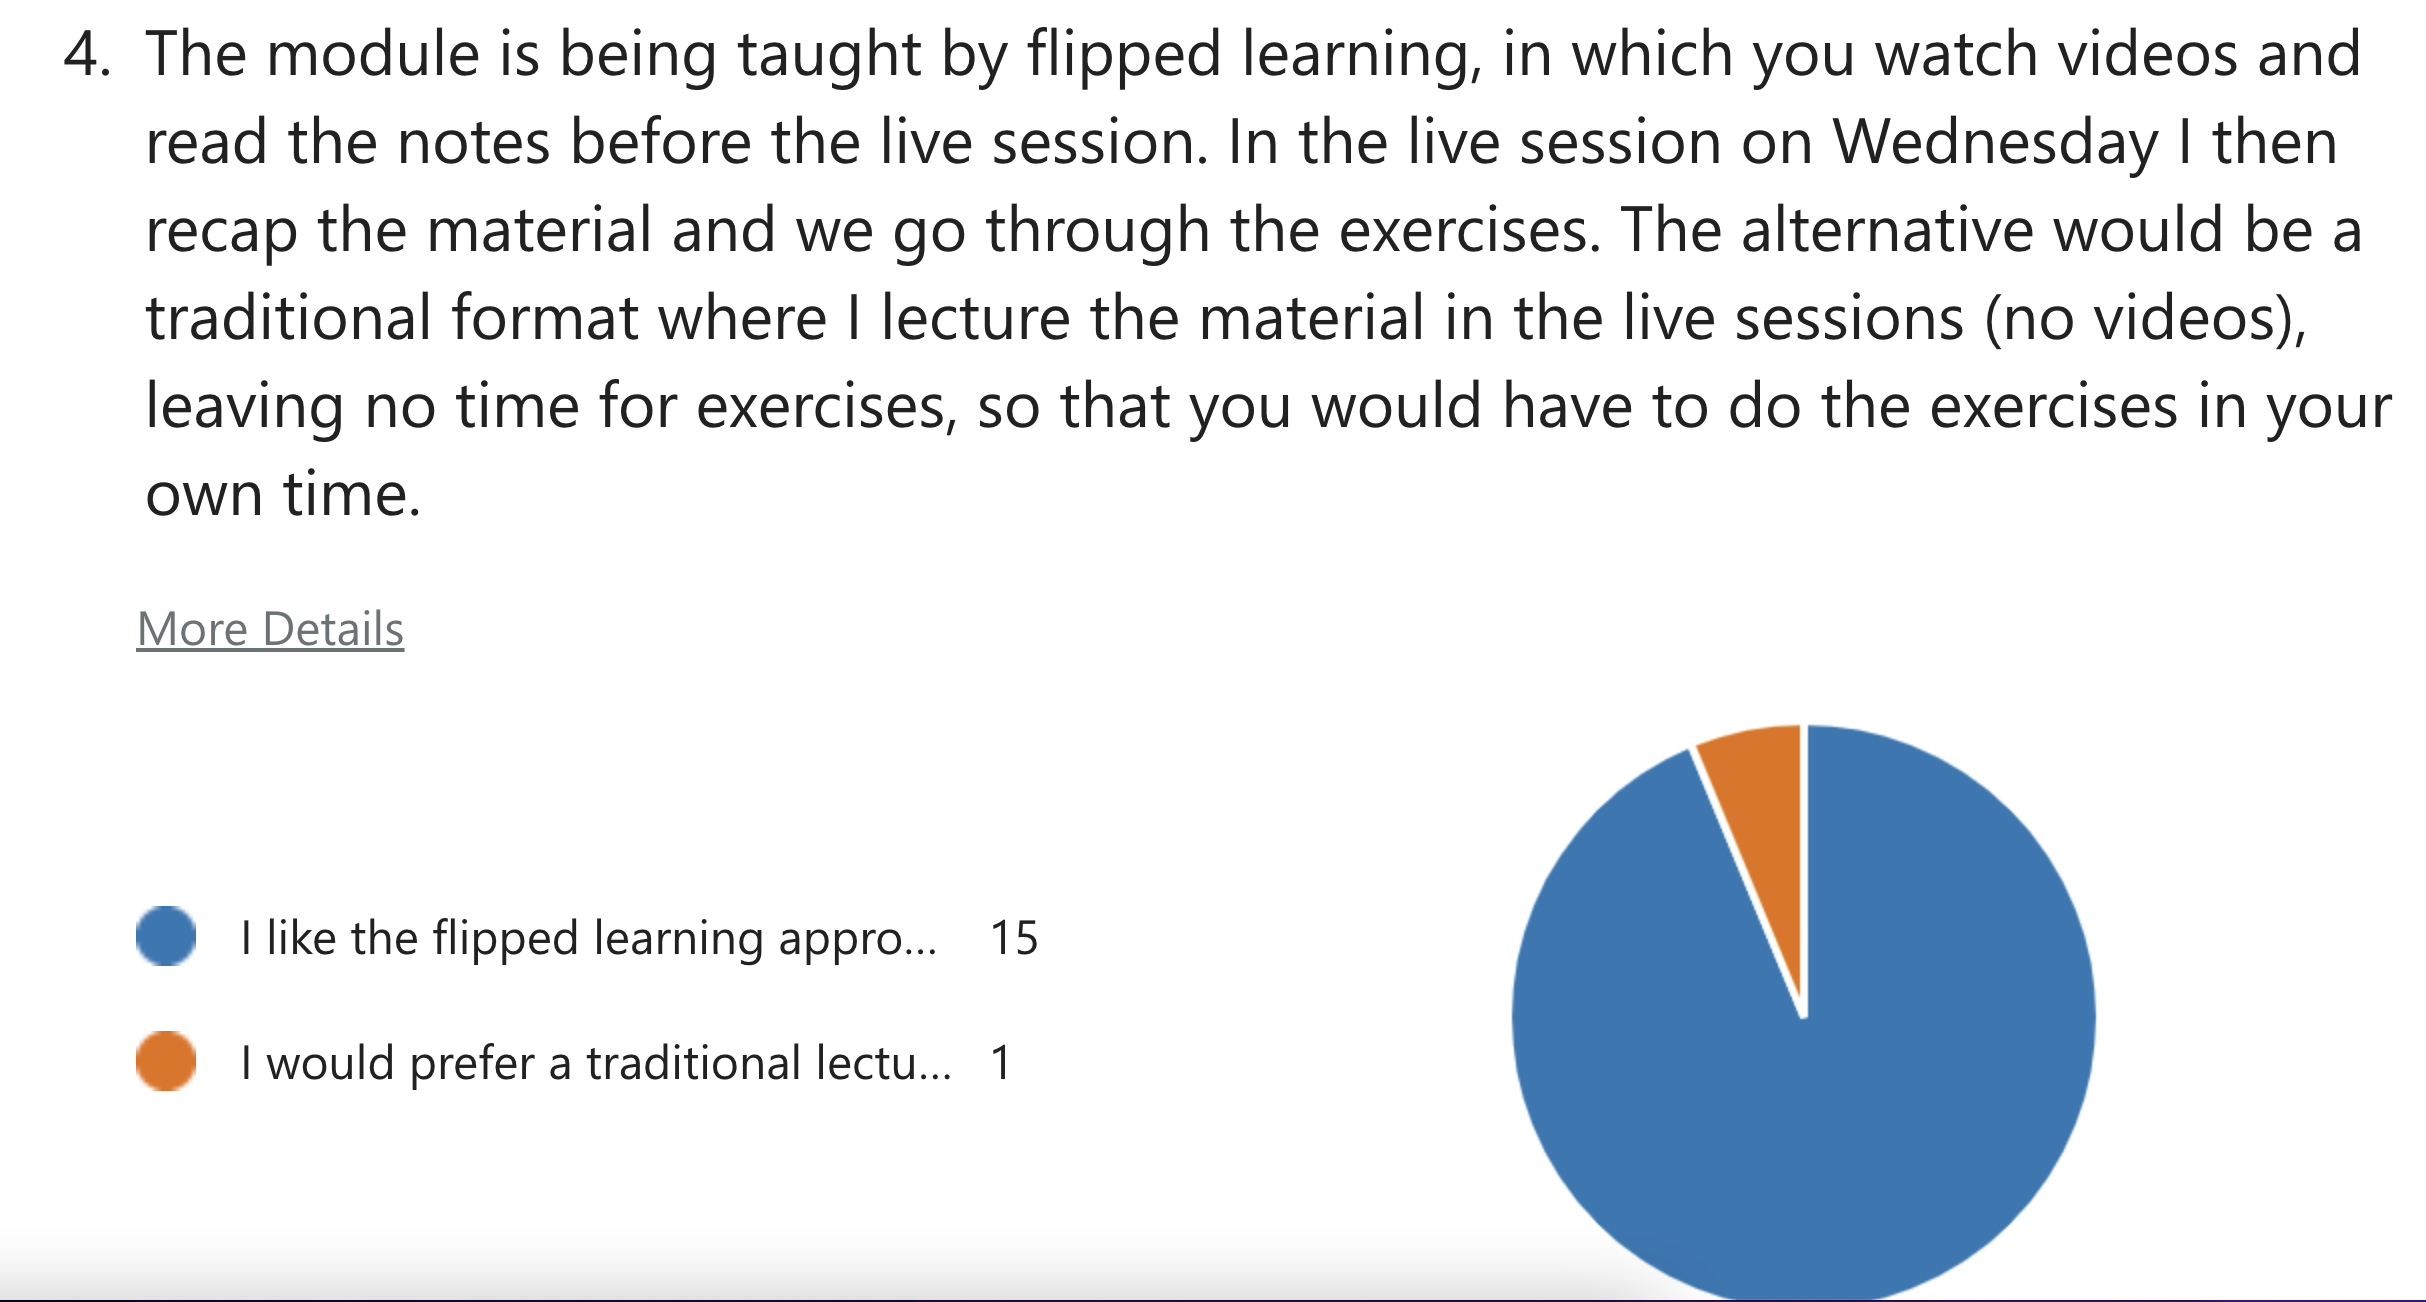 4. The module is being taught by flipped learning, in which you watch videos and
read the notes before the live session. In the live session on Wednesday I then
recap the material and we go through the exercises. The alternative would be a
traditional format where I lecture the material in the live sessions (no videos),
leaving no time for exercises, so that you would have to do the exercises in your
own time.
More Details
I like the flipped learning appro... 15
I would prefer a traditional lectu... 1